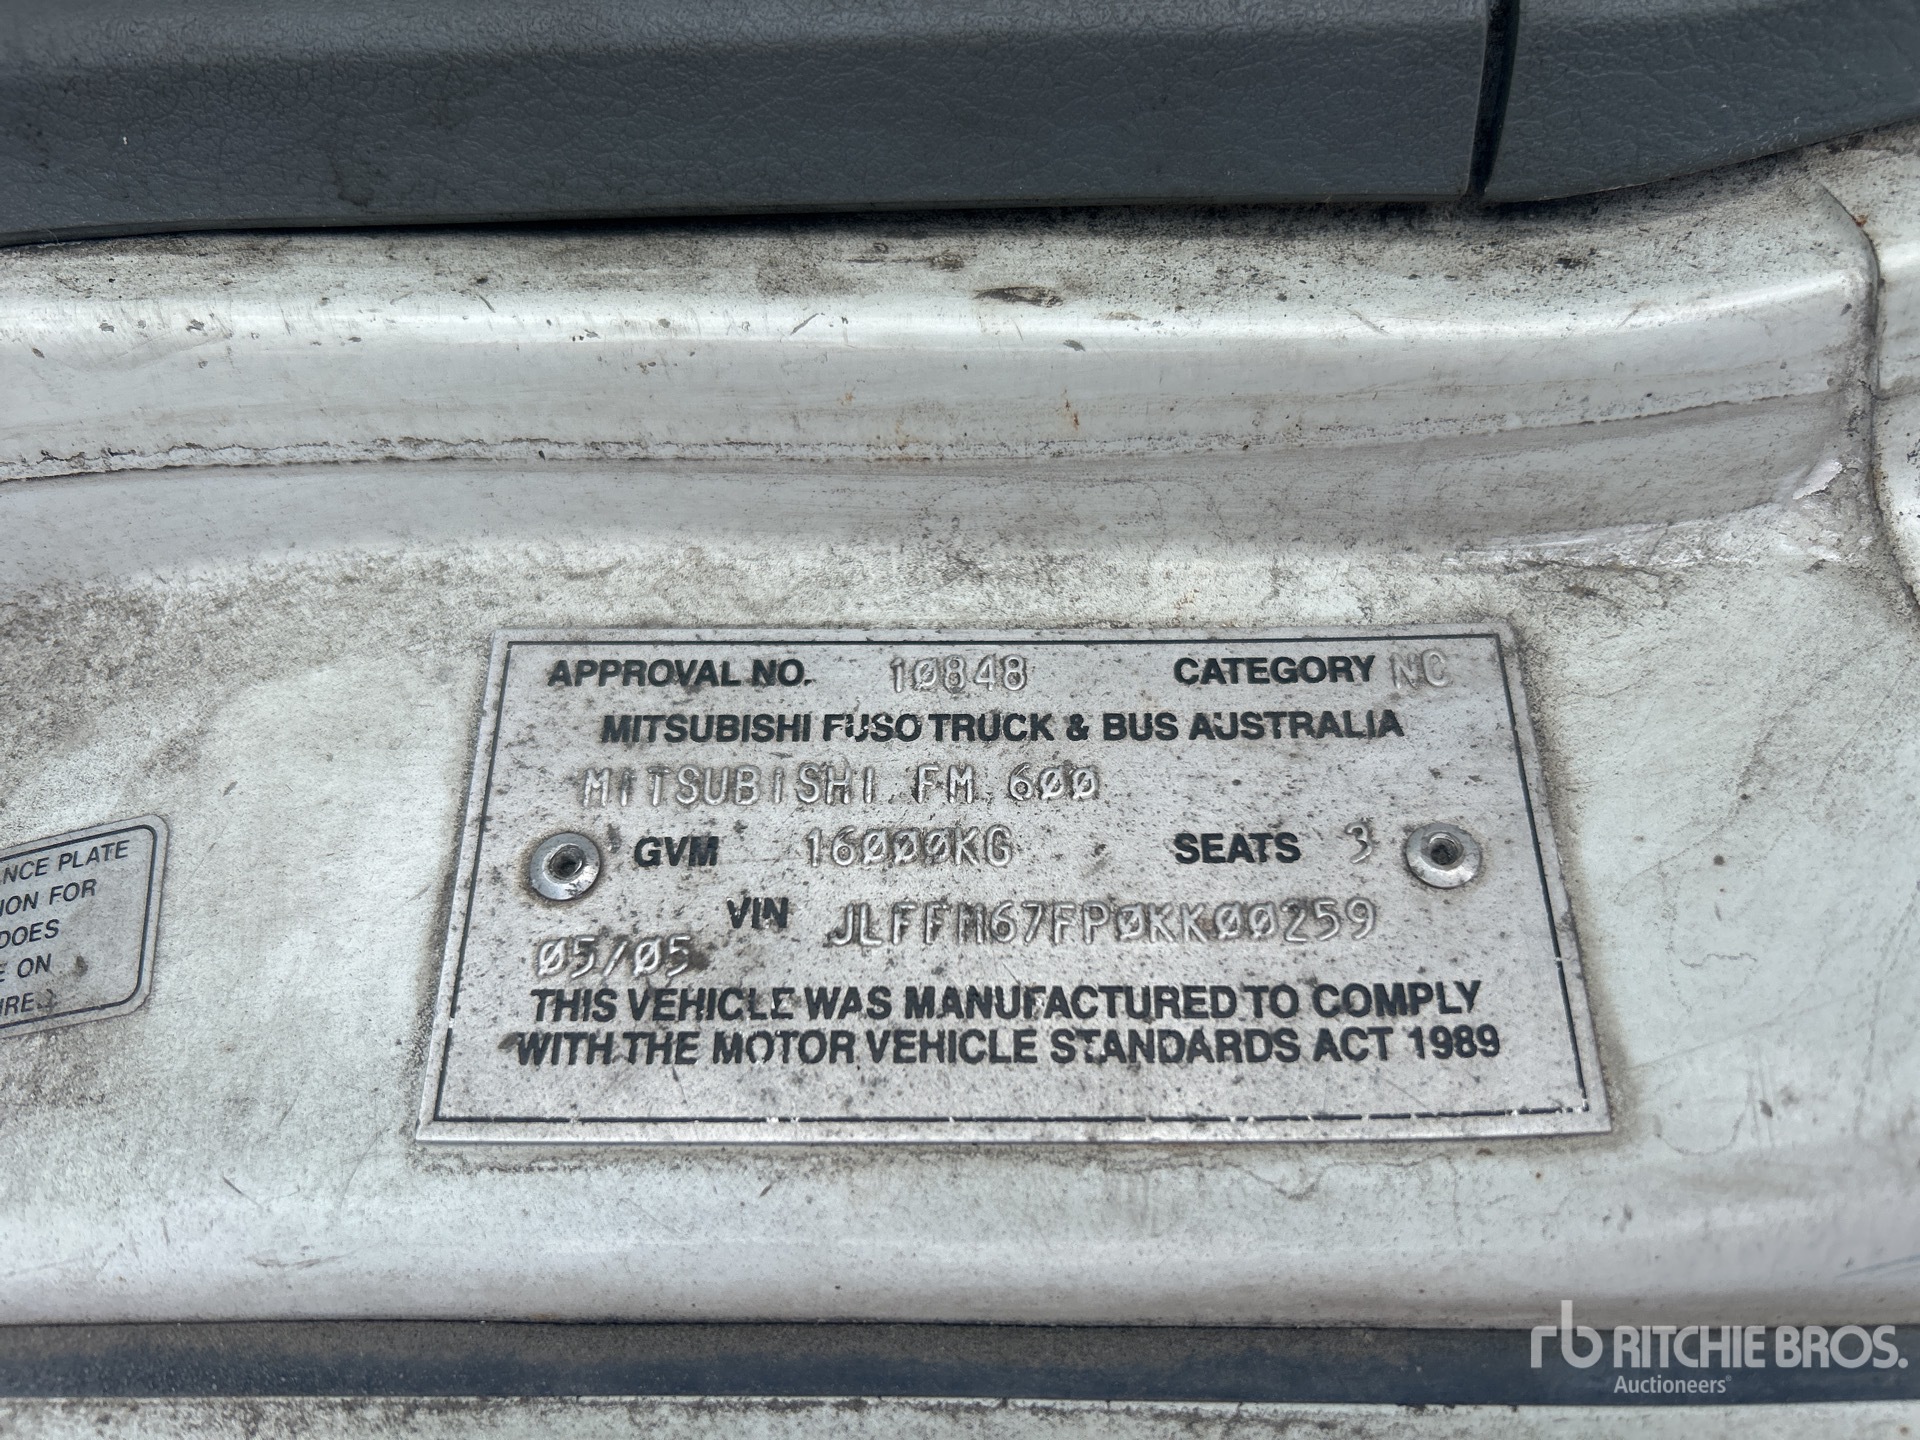 APPROVAL NO. 10848 CATEGORY NC
MITSUBISHI FUSO TRUCK & BUS AUSTRALIA
MITSUBISHI FM 600
GVM 16000KG SEATS 3
VIN JLFFM67FP0KK00259
05/05
THIS VEHICLE WAS MANUFACTURED TO COMPLY
WITH THE MOTOR VEHICLE STANDARDS ACT 1989
NCE PLATE
ION FOR
DOES
E ON
IRE.
rb RITCHIE BROS.
Auctioneers